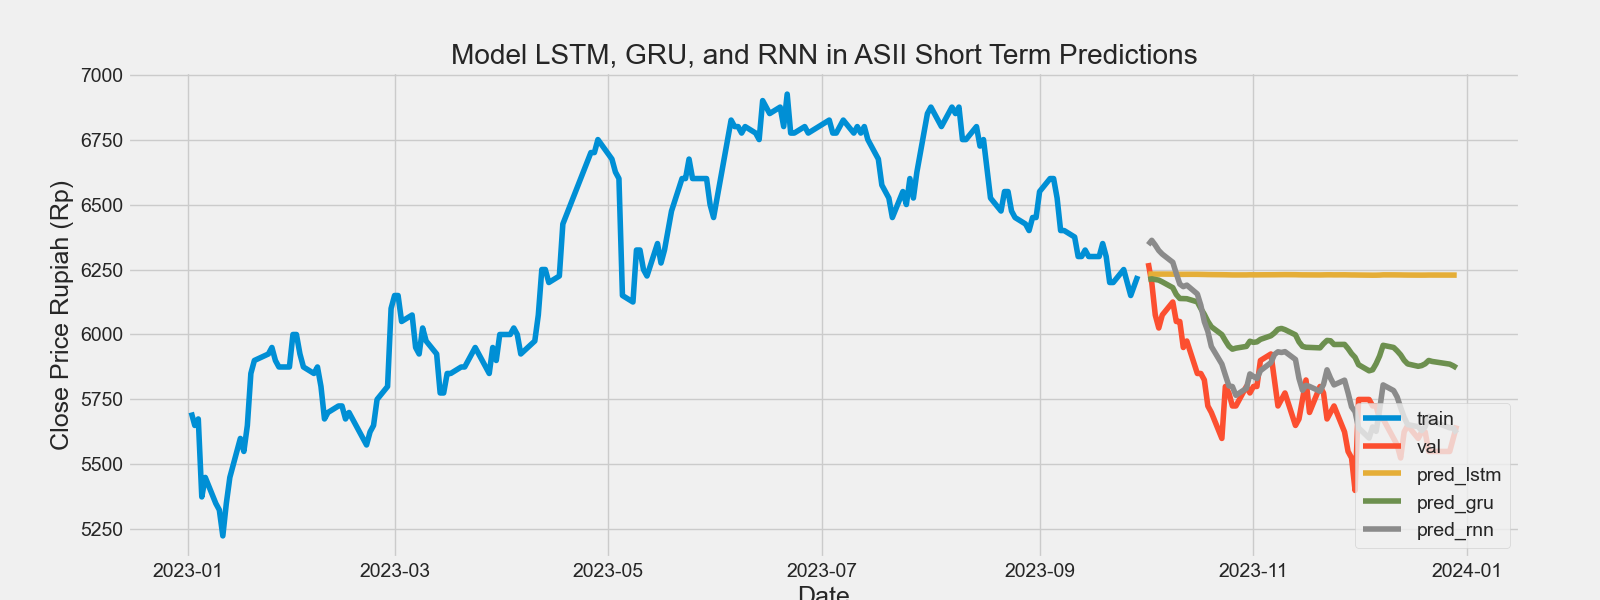 Model LSTM, GRU, and RNN in ASII Short Term Predictions
Close Price Rupiah (Rp)
7000
6750
6500
6250
6000
5750
5500
5250
train
val
pred_lstm
pred_gru
pred_rnn
2023-01 2023-03 2023-05 2023-07 2023-09 2023-11 2024-01
Date